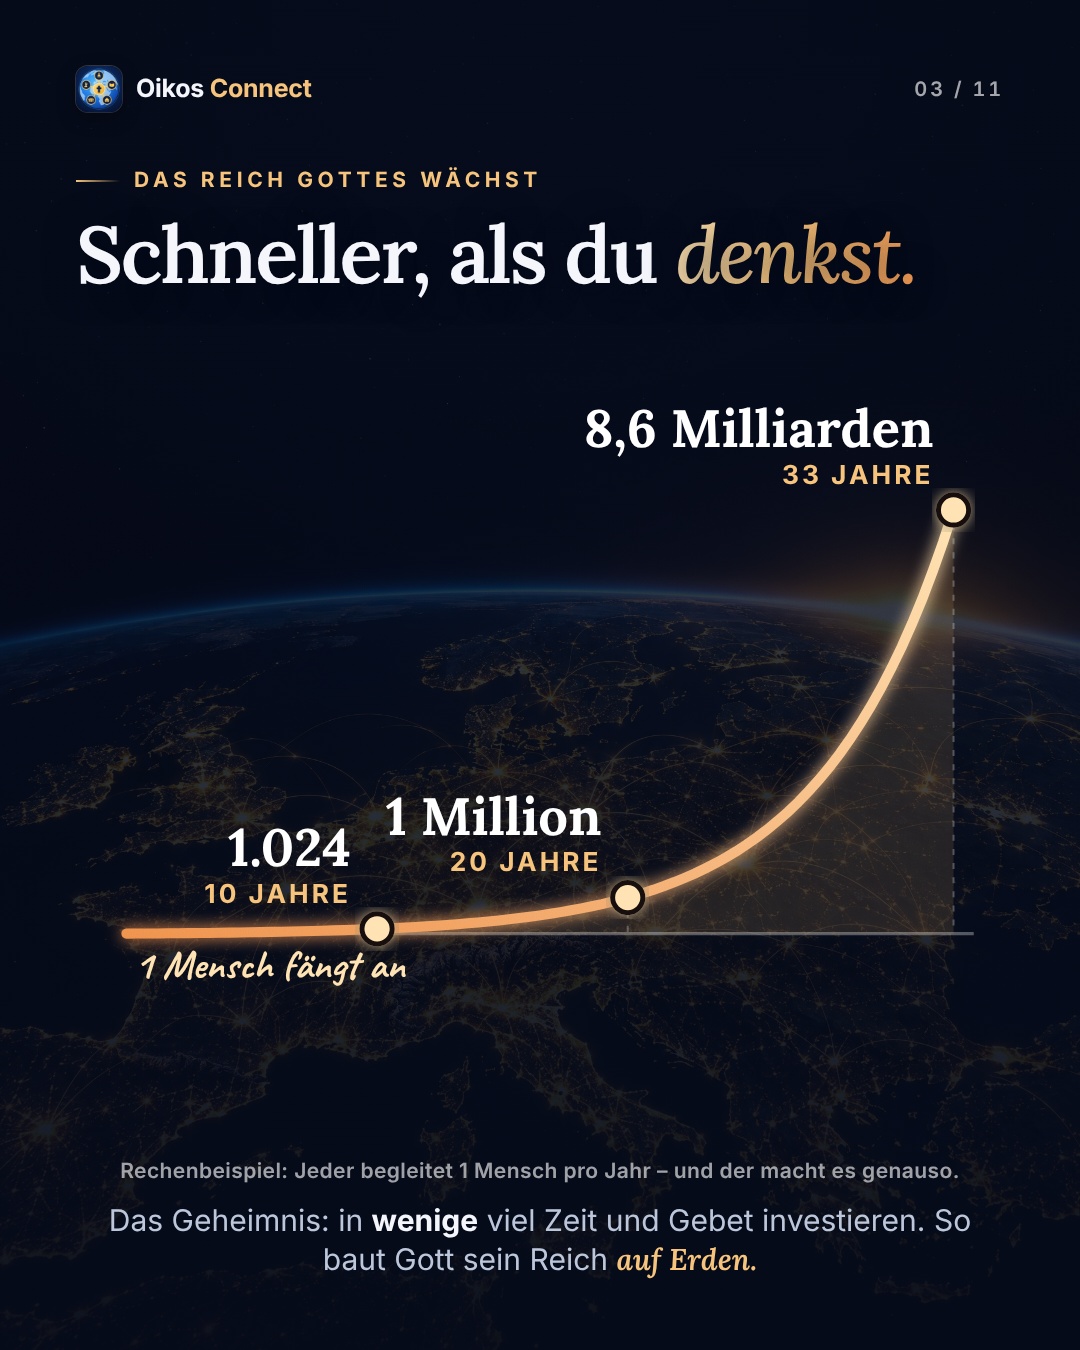 Oikos Connect
03 / 11
DAS REICH GOTTES WÄCHST
Schneller, als du denkst.
8,6 Milliarden
33 JAHRE
1 Million
20 JAHRE
1.024
10 JAHRE
1 Mensch fängt an
Rechenbeispiel: Jeder begleitet 1 Mensch pro Jahr – und der macht es genauso.
Das Geheimnis: in wenige viel Zeit und Gebet investieren. So
baut Gott sein Reich auf Erden.